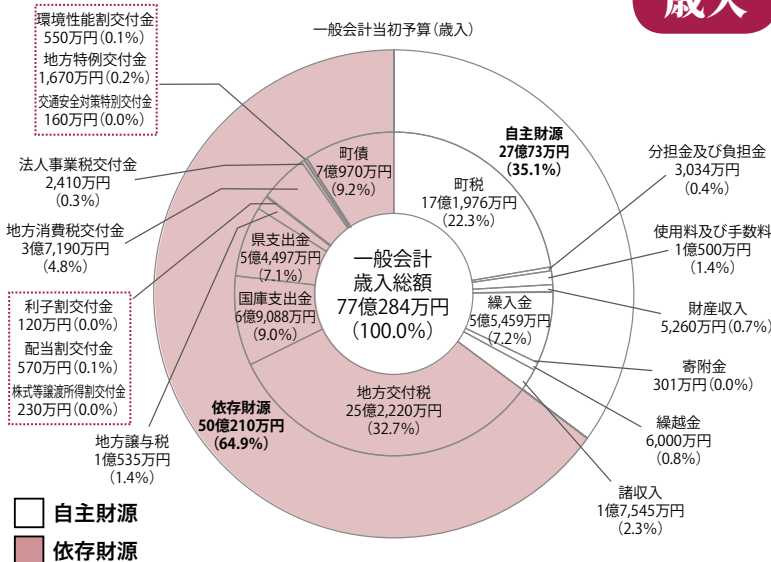 歳入
一般会計当初予算（歳入）
環境性能割交付金
550万円（0.1%）
地方特例交付金
1,670万円（0.2%）
交通安全対策特別交付金
160万円（0.0%）
法人事業税交付金
2,410万円
（0.3%）
地方消費税交付金
3億7,190万円
（4.8%）
利子割交付金
120万円（0.0%）
配当割交付金
570万円（0.1%）
株式等譲渡所得割交付金
230万円（0.0%）
地方譲与税
1億535万円
（1.4%）
町債
7億970万円
（9.2%）
県支出金
5億4,497万円
（7.1%）
国庫支出金
6億9,088万円
（9.0%）
依存財源
50億210万円
（64.9%）
地方交付税
25億2,220万円
（32.7%）
一般会計
歳入総額
77億284万円
（100.0%）
自主財源
27億73万円
（35.1%）
町税
17億1,976万円
（22.3%）
繰入金
5億5,459万円
（7.2%）
分担金及び負担金
3,034万円
（0.4%）
使用料及び手数料
1億500万円
（1.4%）
財産収入
5,260万円（0.7%）
寄附金
301万円（0.0%）
繰越金
6,000万円
（0.8%）
諸収入
1億7,545万円
（2.3%）
自主財源
依存財源